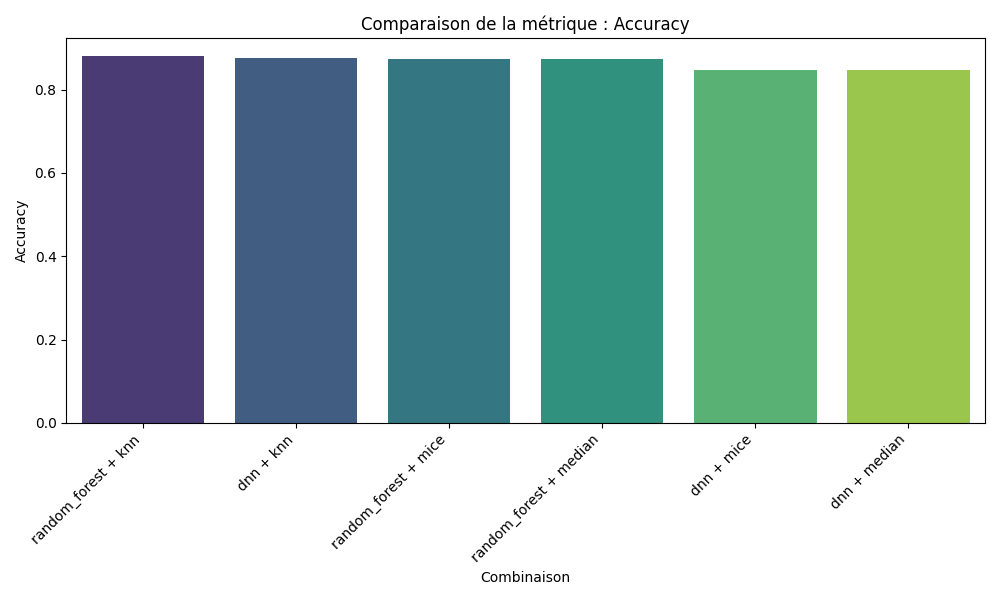 Comparaison de la métrique : Accuracy
Accuracy
0.8
0.6
0.4
0.2
0.0
random_forest + knn
dnn + knn
random_forest + mice
random_forest + median
dnn + mice
dnn + median
Combinaison